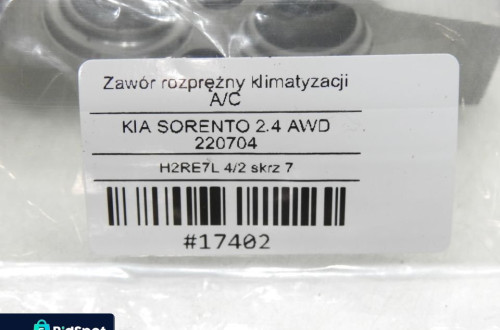 Zawór rozprężny klimatyzacji
A/C
KIA SORENTO 2.4 AWD
220704
H2RE7L 4/2 skrz 7
#17402